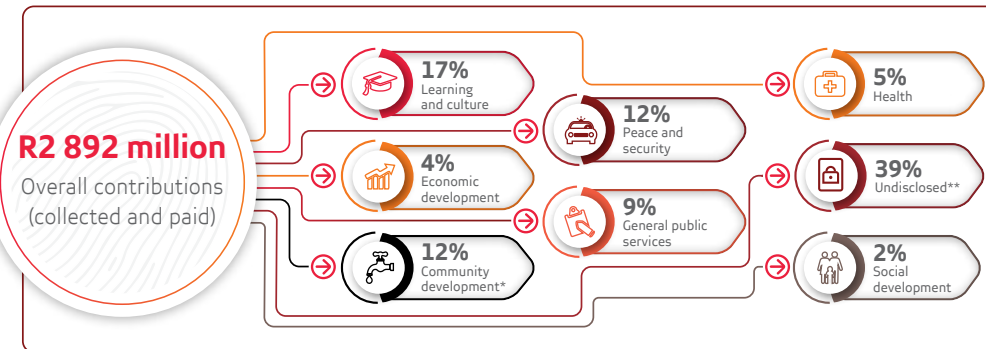 R2 892 million
Overall contributions
(collected and paid)
17%
Learning
and culture
12%
Peace and
security
4%
Economic
development
9%
General public
services
12%
Community
development*
5%
Health
39%
Undisclosed**
2%
Social
development